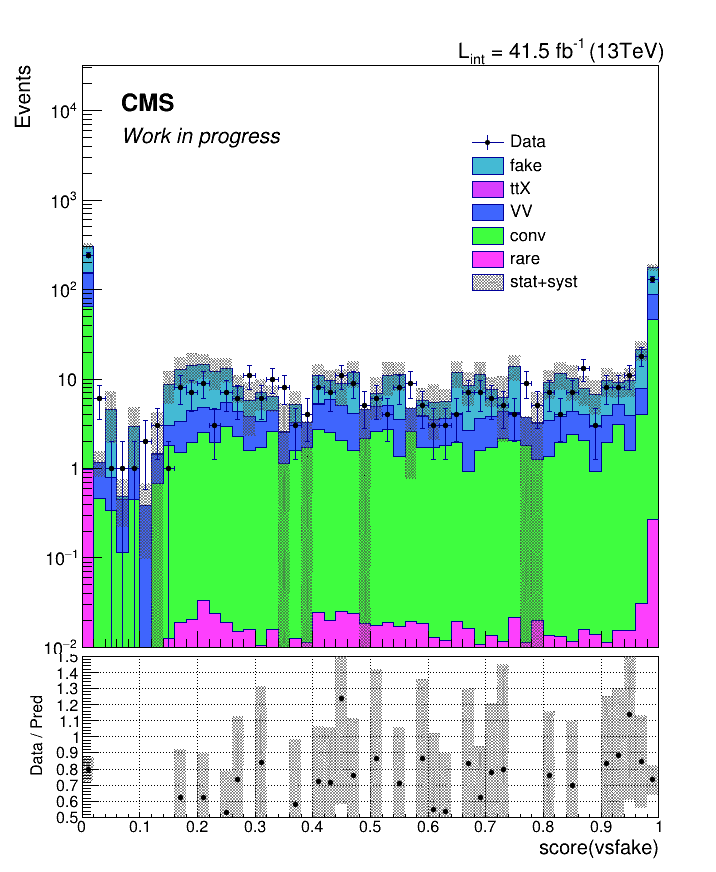 L_int = 41.5 fb^-1 (13TeV)
Events
CMS
Work in progress
Data
fake
ttX
VV
conv
rare
stat+syst
10^4
10^3
10^2
10
1
10^-1
10^-2
Data / Pred
1.5
1.4
1.3
1.2
1.1
1
0.9
0.8
0.7
0.6
0.5
0 0.1 0.2 0.3 0.4 0.5 0.6 0.7 0.8 0.9 1
score(vsfake)